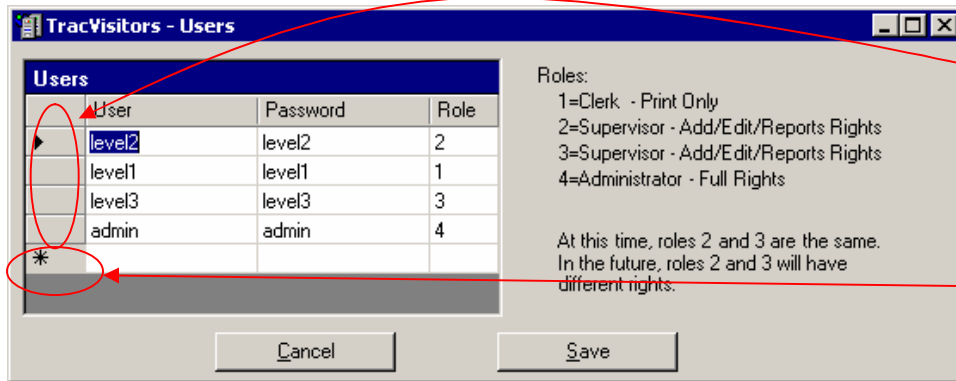 TracVisitors - Users
Users
User Password Role
level2 level2 2
level1 level1 1
level3 level3 3
admin admin 4
*
Roles:
1=Clerk - Print Only
2=Supervisor - Add/Edit/Reports Rights
3=Supervisor - Add/Edit/Reports Rights
4=Administrator - Full Rights
At this time, roles 2 and 3 are the same.
In the future, roles 2 and 3 will have
different rights.
Cancel
Save